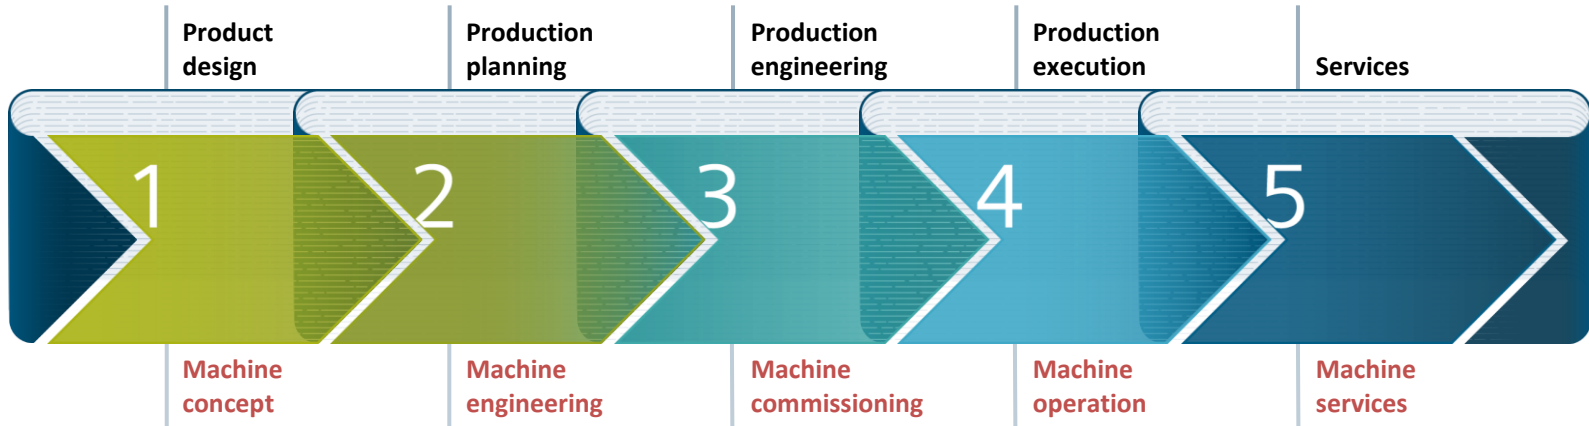 Product
design
Production
planning
Production
engineering
Production
execution
Services
1
2
3
4
5
Machine
concept
Machine
engineering
Machine
commissioning
Machine
operation
Machine
services